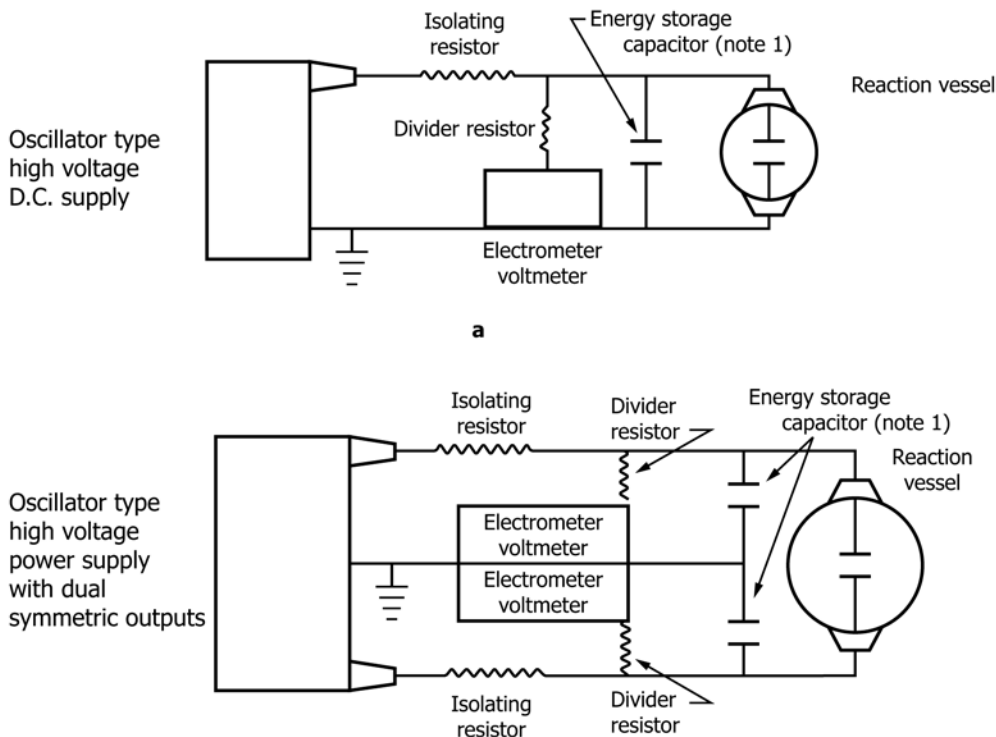 Isolating
resistor
Energy storage
capacitor (note 1)
Reaction vessel
Divider resistor
Oscillator type
high voltage
D.C. supply
Electrometer
voltmeter
a
Isolating
resistor
Divider
resistor
Energy storage
capacitor (note 1)
Reaction
vessel
Oscillator type
high voltage
power supply
with dual
symmetric outputs
Electrometer
voltmeter
Electrometer
voltmeter
Isolating
resistor
Divider
resistor